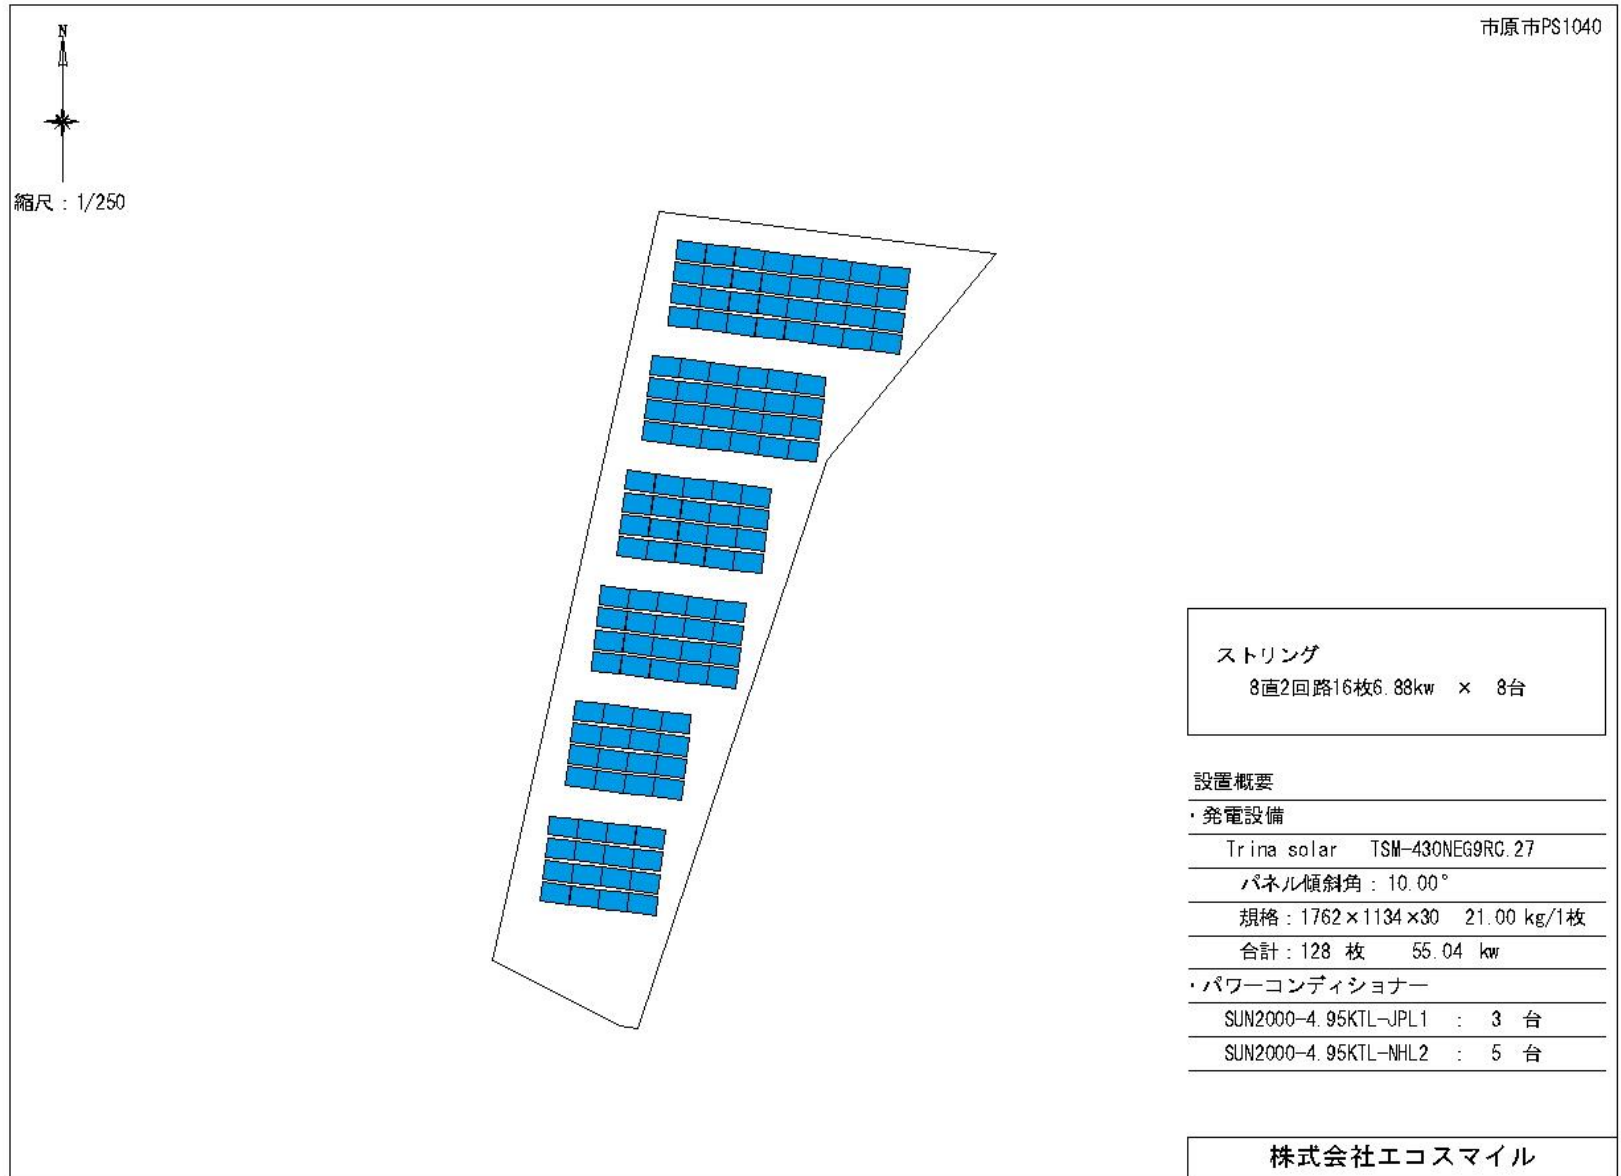 市原市PS1040
N
縮尺：1/250
ストリング
8直2回路16枚6.88kw × 8台
設置概要
・発電設備
Trina solar TSM-430NEG9RC.27
パネル傾斜角：10.00°
規格：1762×1134×30 21.00 kg/1枚
合計：128 枚 55.04 kw
・パワーコンディショナー
SUN2000-4.95KTL-JPL1 : 3 台
SUN2000-4.95KTL-NHL2 : 5 台
株式会社エコスマイル